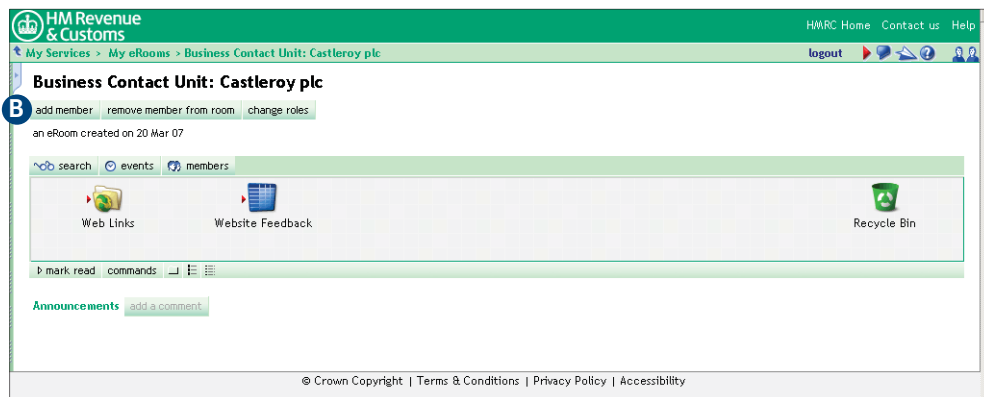 HM Revenue
& Customs
HMRC Home Contact us Help
My Services > My eRooms > Business Contact Unit: Castleroy plc
logout
Business Contact Unit: Castleroy plc
B
add member remove member from room change roles
an eRoom created on 20 Mar 07
search events members
Web Links Website Feedback Recycle Bin
mark read commands
Announcements add a comment
© Crown Copyright | Terms & Conditions | Privacy Policy | Accessibility